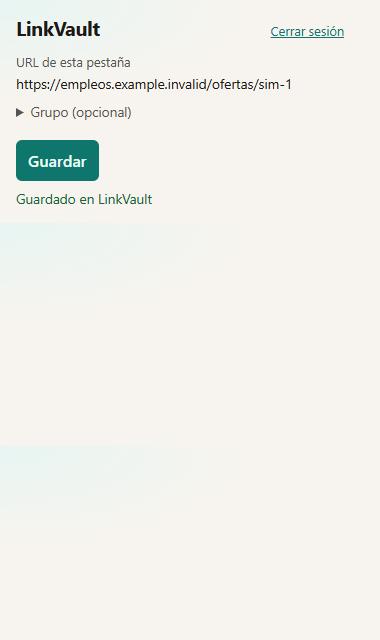 LinkVault
Cerrar sesión
URL de esta pestaña
https://empleos.example.invalid/ofertas/sim-1
Grupo (opcional)
Guardar
Guardado en LinkVault